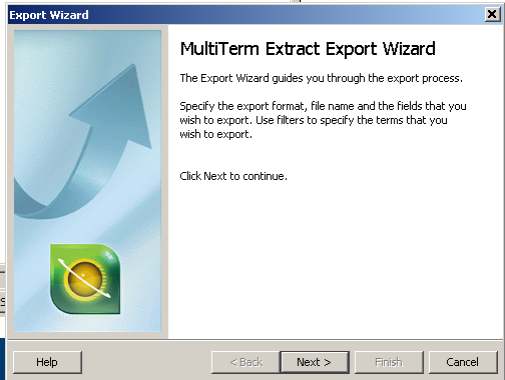 Export Wizard
MultiTerm Extract Export Wizard
The Export Wizard guides you through the export process.
Specify the export format, file name and the fields that you
wish to export. Use filters to specify the terms that you
wish to export.
Click Next to continue.
Help
< Back
Next >
Finish
Cancel